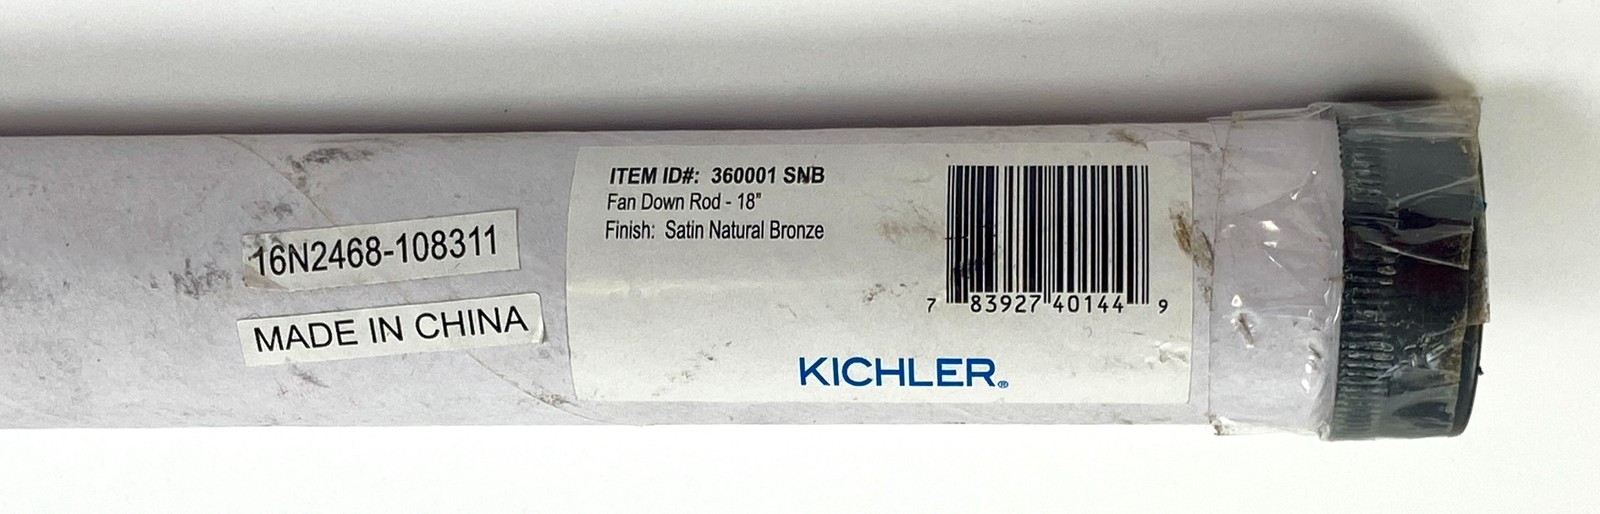 16N2468-108311
MADE IN CHINA
ITEM ID#: 360001 SNB
Fan Down Rod - 18"
Finish: Satin Natural Bronze
7 83927 40144 9
KICHLER®